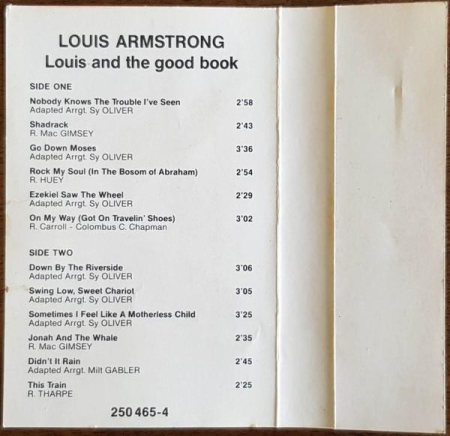 LOUIS ARMSTRONG
Louis and the good book
SIDE ONE
Nobody Knows The Trouble I've Seen 2'58
Adapted Arrgt. Sy OLIVER
Shadrack 2'43
R. Mac GIMSEY
Go Down Moses 3'36
Adapted Arrgt. Sy OLIVER
Rock My Soul (In The Bosom of Abraham) 2'54
R. HUEY
Ezekiel Saw The Wheel 2'29
Adapted Arrgt. Sy OLIVER
On My Way (Got On Travelin' Shoes) 3'02
R. Carroll - Colombus C. Chapman
SIDE TWO
Down By The Riverside 3'06
Adapted Arrgt. Sy OLIVER
Swing Low, Sweet Chariot 3'05
Adapted Arrgt. Sy OLIVER
Sometimes I Feel Like A Motherless Child 3'25
Adapted Arrgt. Sy OLIVER
Jonah And The Whale 2'35
R. Mac GIMSEY
Didn't It Rain 2'45
Adapted Arrgt. Milt GABLER
This Train 2'25
R. THARPE
250 465-4